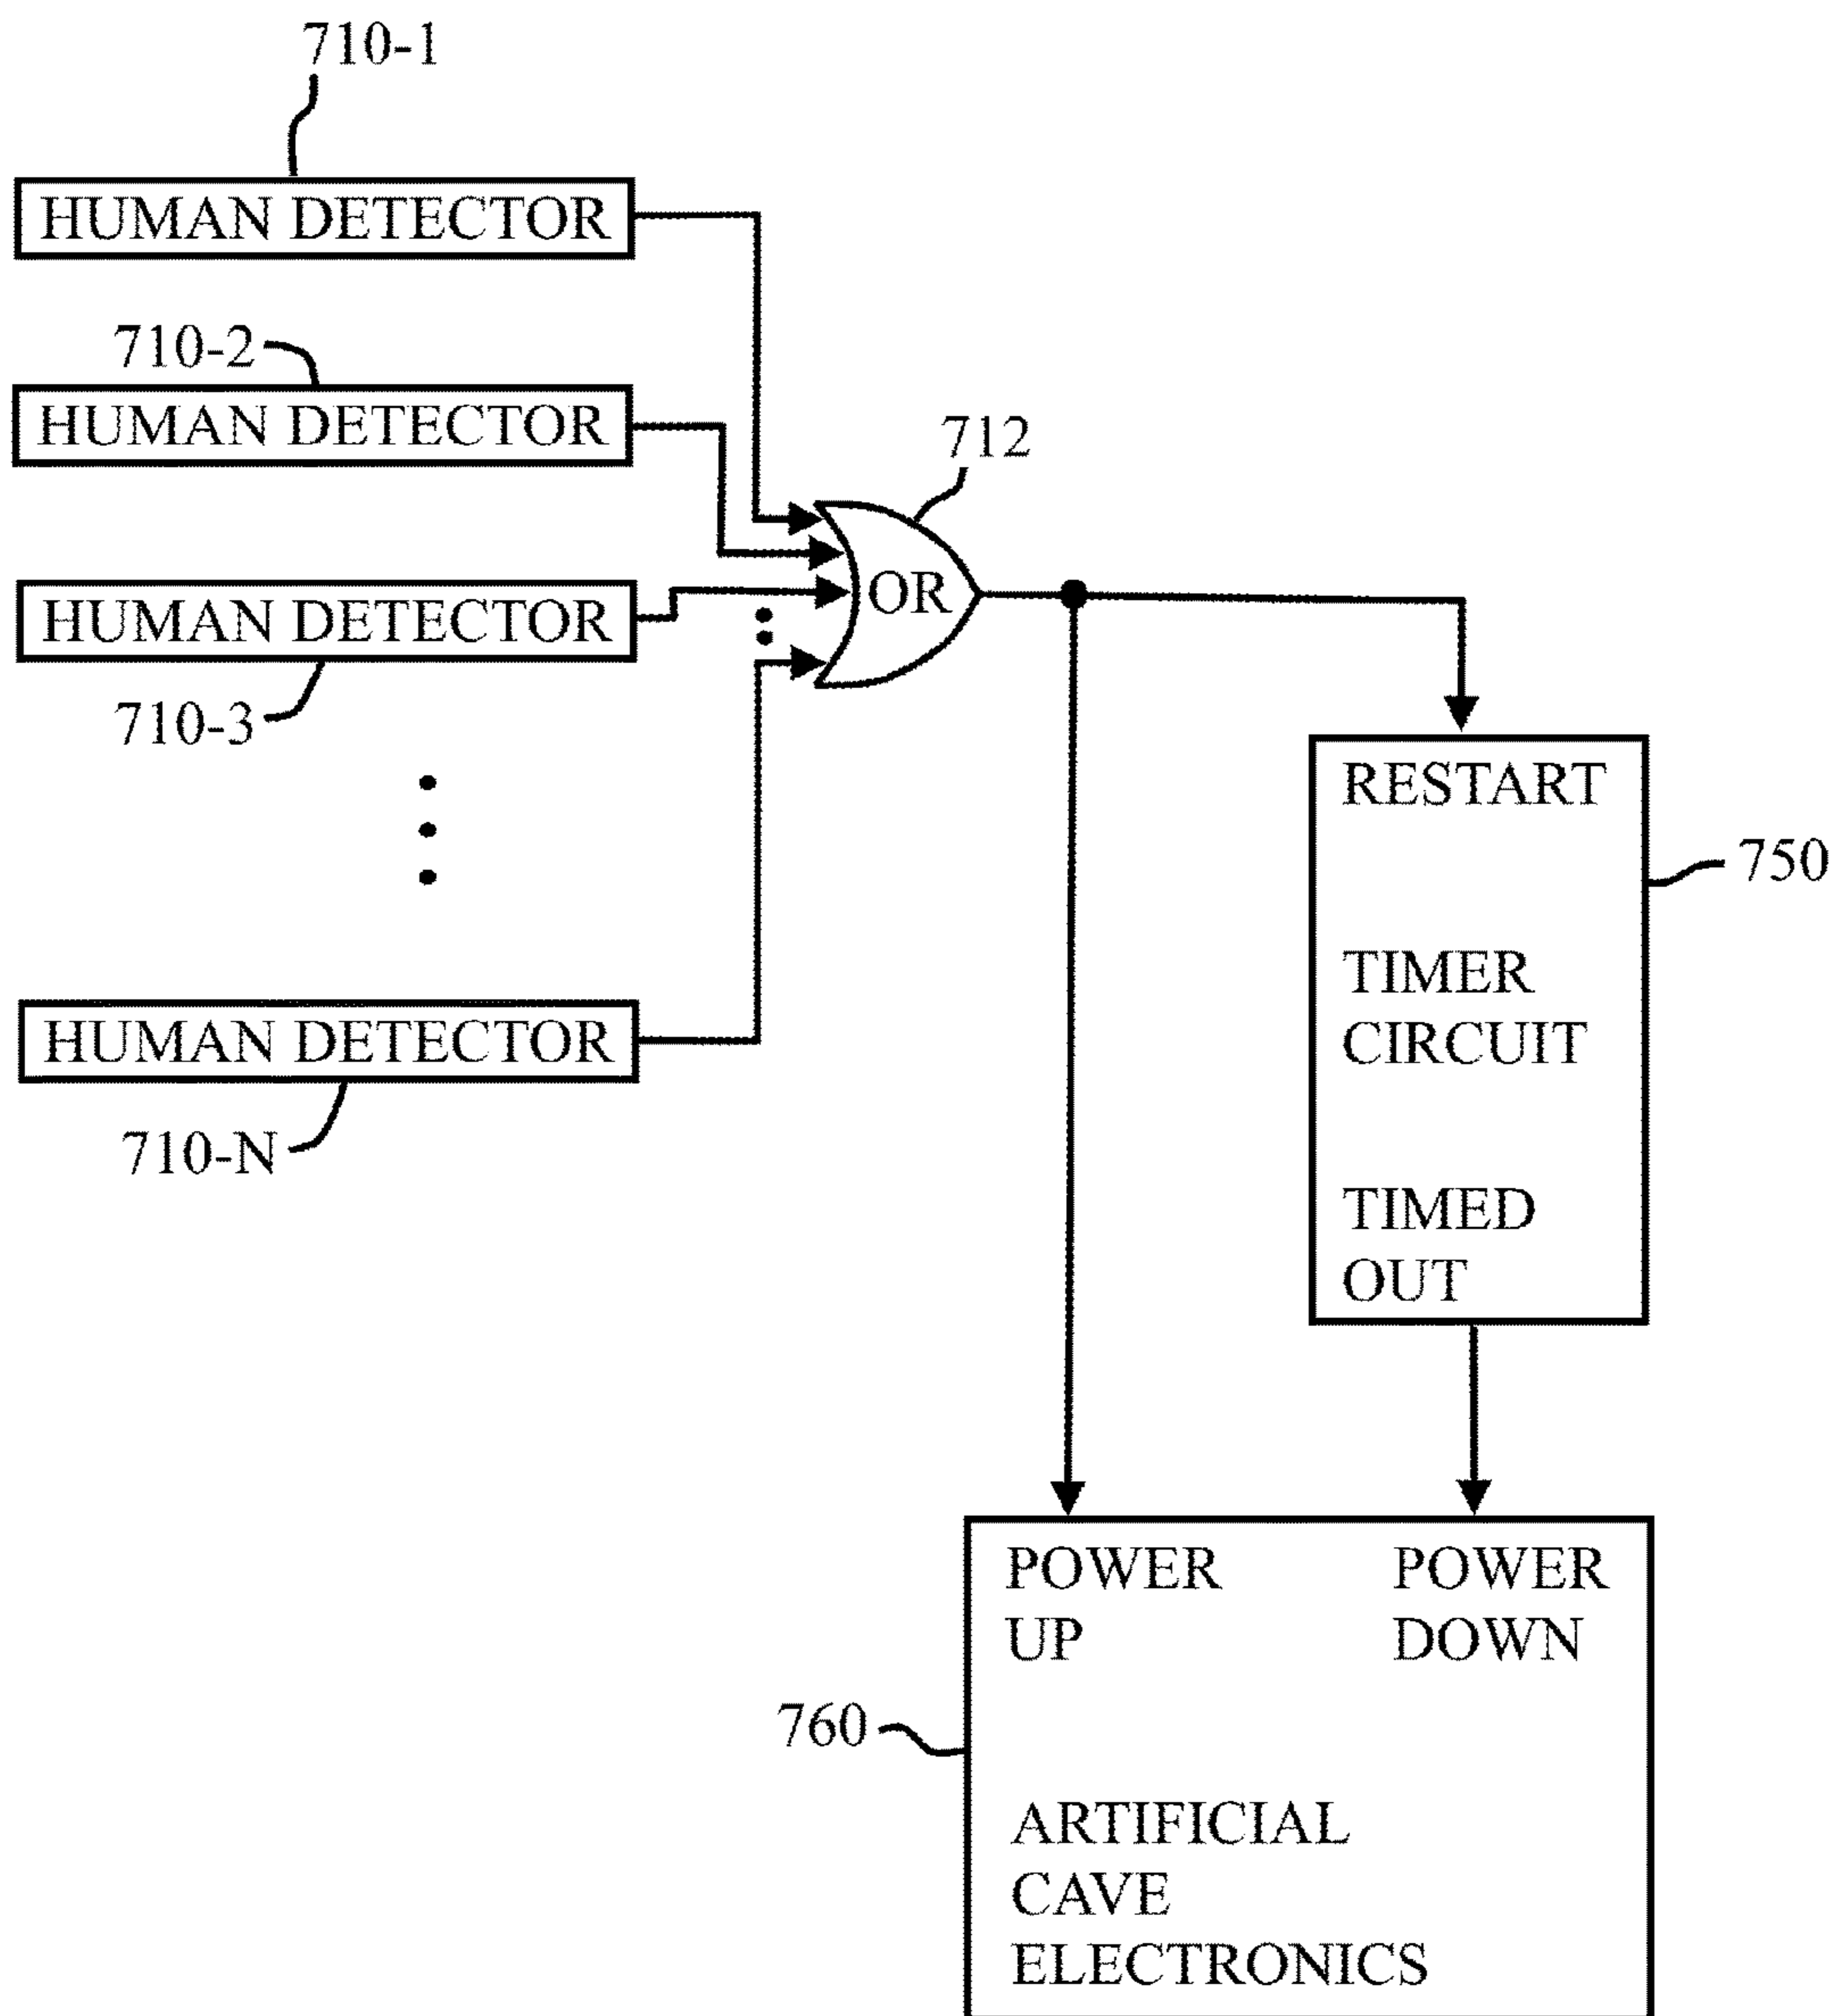 710-1
HUMAN DETECTOR
710-2
HUMAN DETECTOR
712
OR
HUMAN DETECTOR
710-3
RESTART
750
TIMER
CIRCUIT
HUMAN DETECTOR
710-N
TIMED
OUT
POWER
UP
POWER
DOWN
760
ARTIFICIAL
CAVE
ELECTRONICS